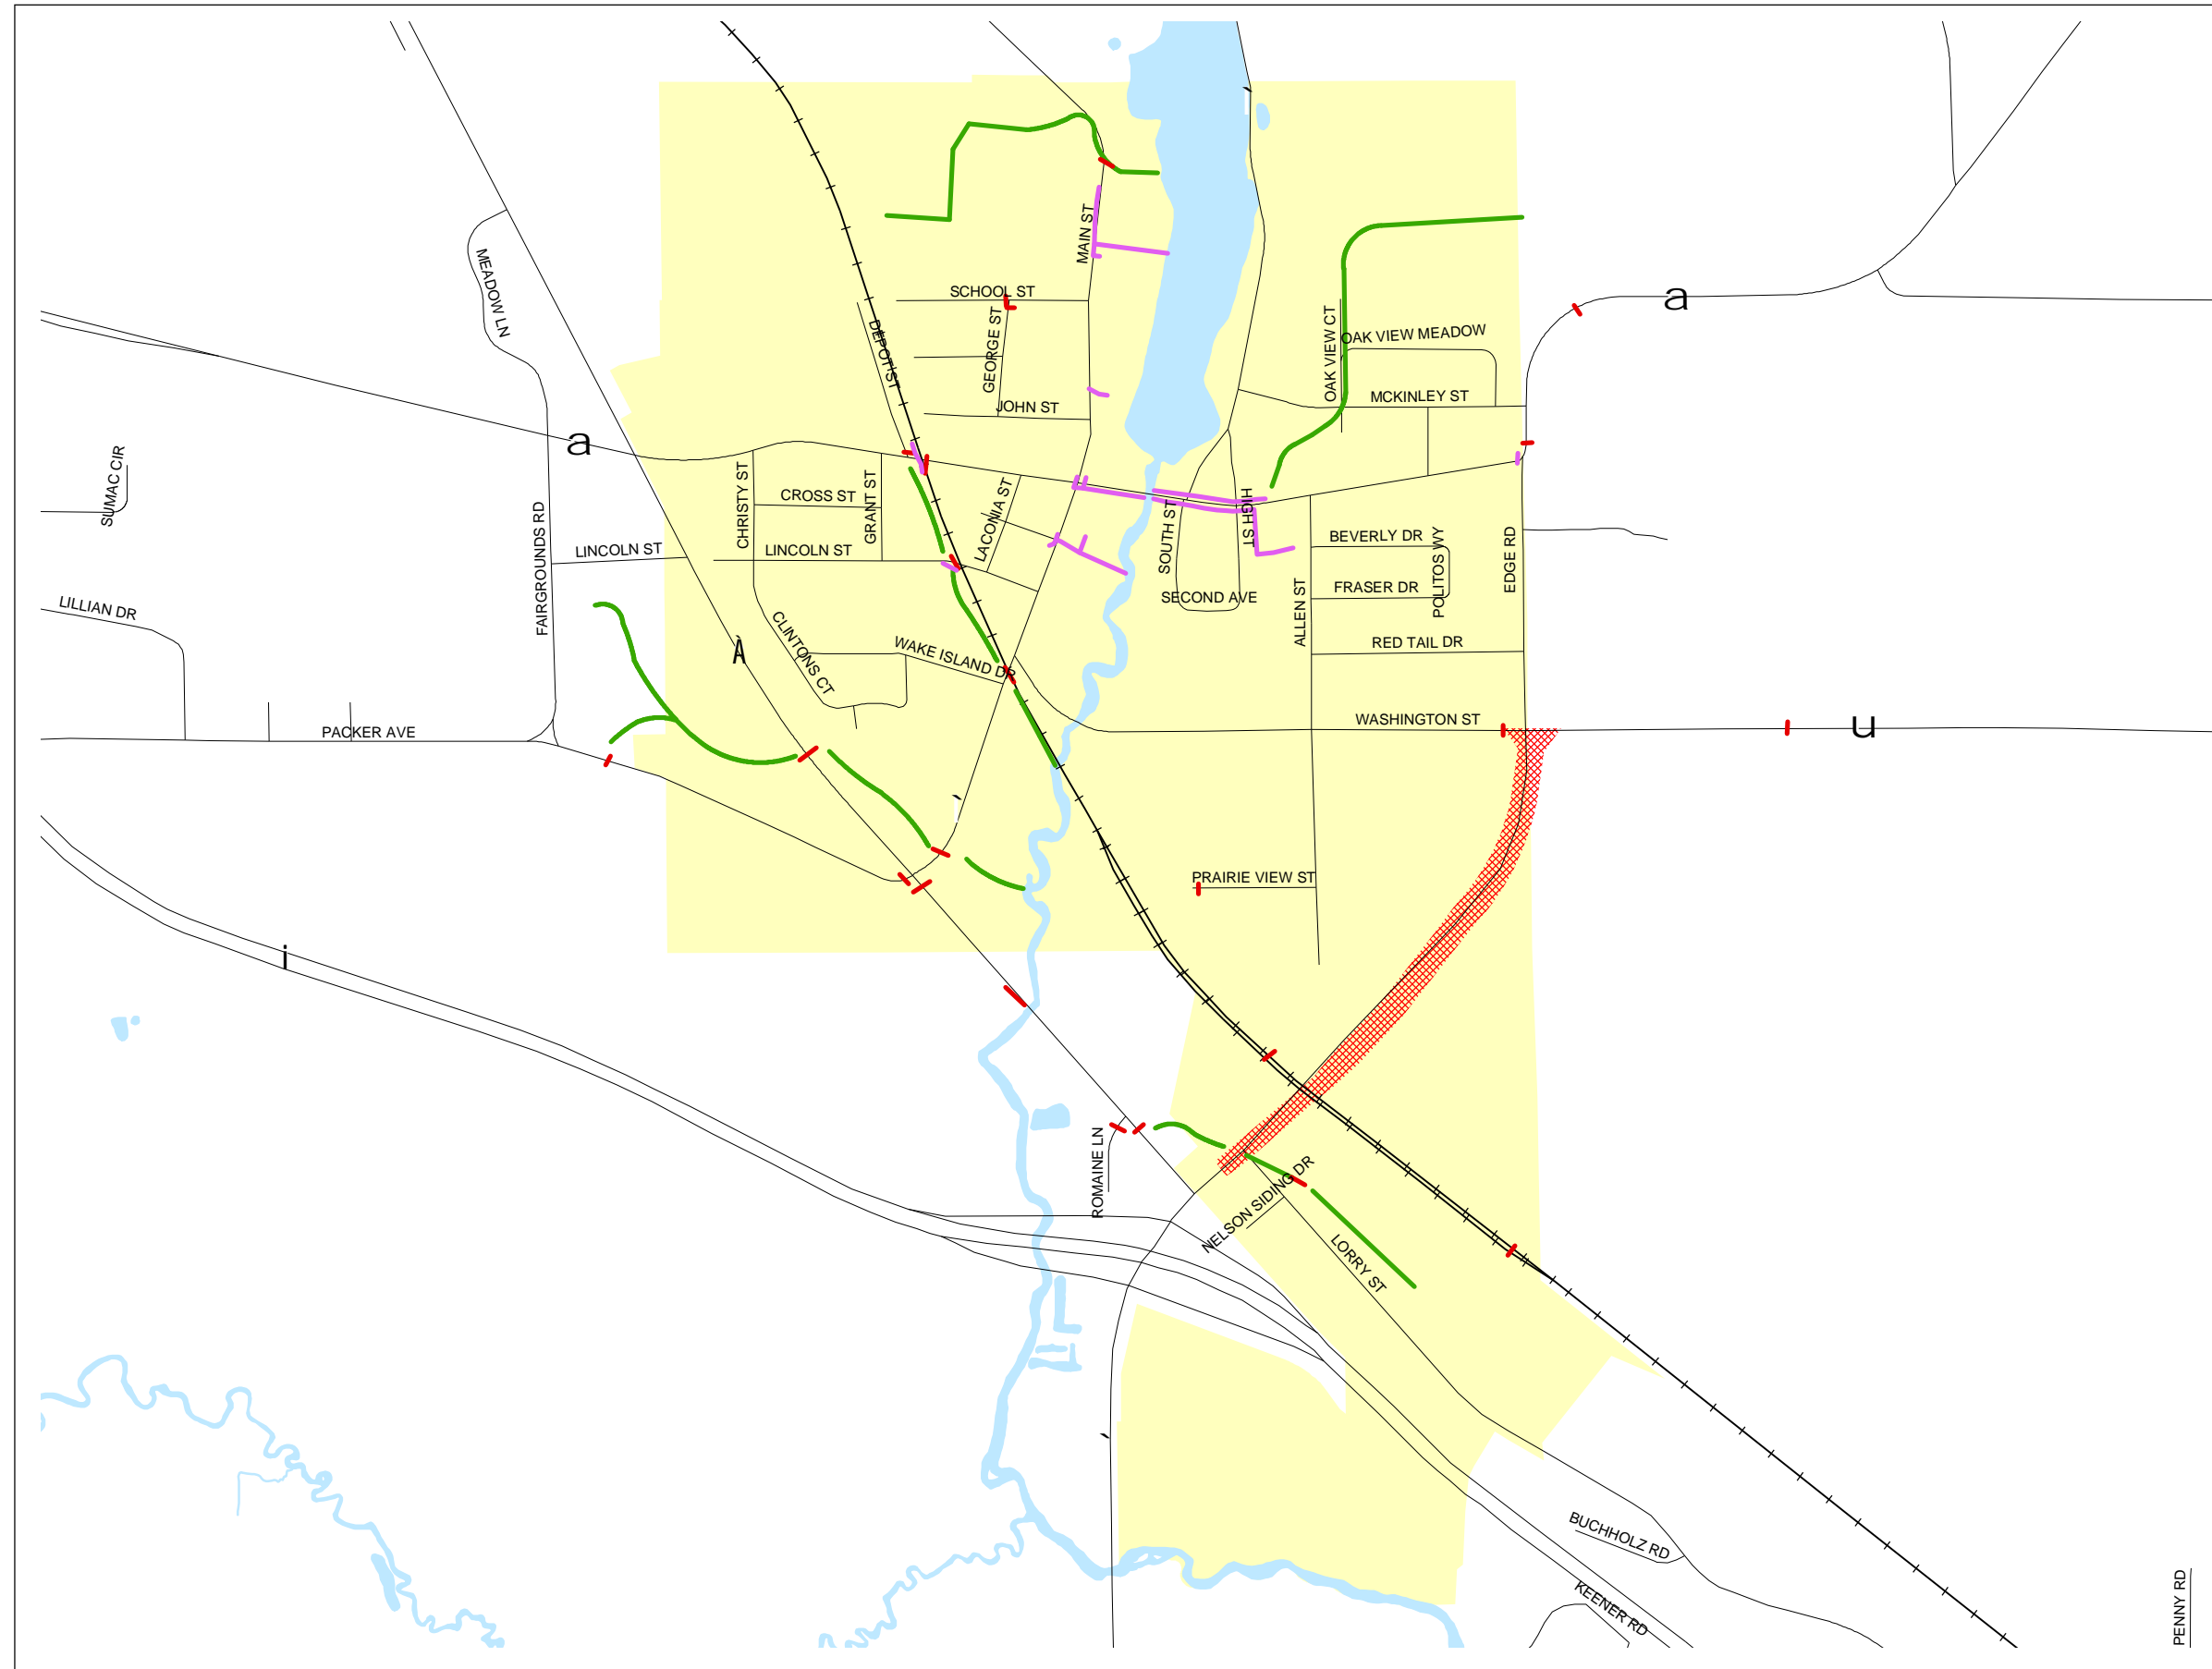 MEADOW LN
MAIN ST
SCHOOL ST
a
DEPOT ST
GEORGE ST
OAK VIEW CT
OAK VIEW MEADOW
JOHN ST
MCKINLEY ST
a
SUMAC CIR
CHRISTY ST
CROSS ST
GRANT ST
LACONIA ST
SOUTH ST
HIGH ST
FAIRGROUNDS RD
LINCOLN ST
LINCOLN ST
BEVERLY DR
POLITOS WY
EDGE RD
FRASER DR
SECOND AVE
ALLEN ST
LILLIAN DR
CLINTONS CT
WAKE ISLAND DR
RED TAIL DR
À
PACKER AVE
WASHINGTON ST
u
\`
PRAIRIE VIEW ST
i
ROMAINE LN
NELSON SIDING DR
LORRY ST
\`
BUCHHOLZ RD
KEENER RD
PENNY RD